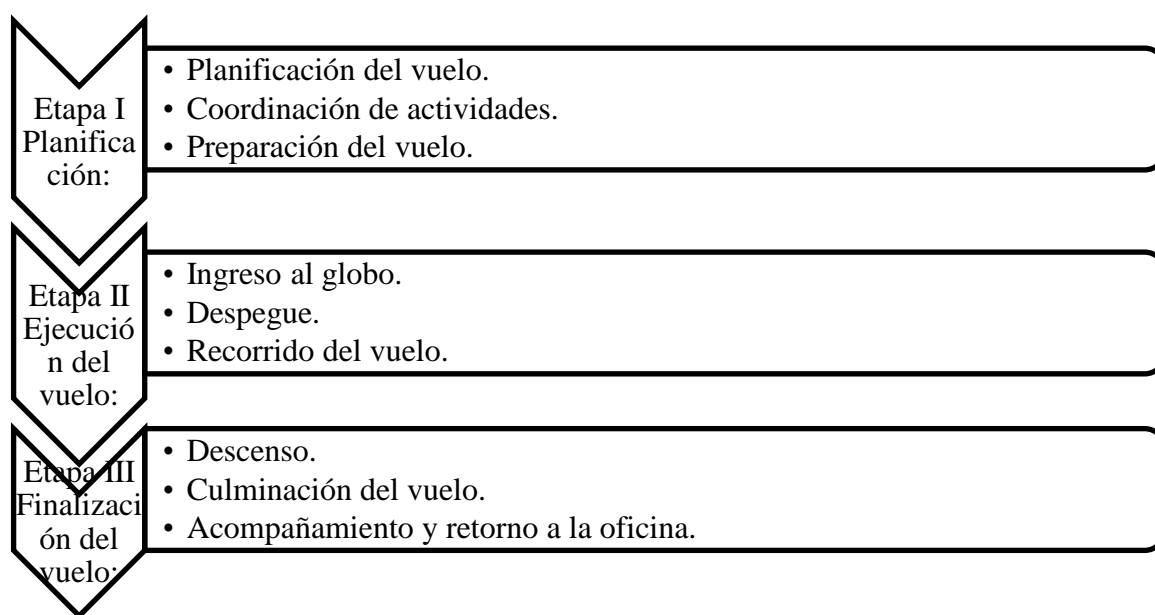 Etapa I
Planifica
ción:
• Planificación del vuelo.
• Coordinación de actividades.
• Preparación del vuelo.
Etapa II
Ejecució
n del
vuelo:
• Ingreso al globo.
• Despegue.
• Recorrido del vuelo.
Etapa III
Finalizaci
ón del
vuelo:
• Descenso.
• Culminación del vuelo.
• Acompañamiento y retorno a la oficina.